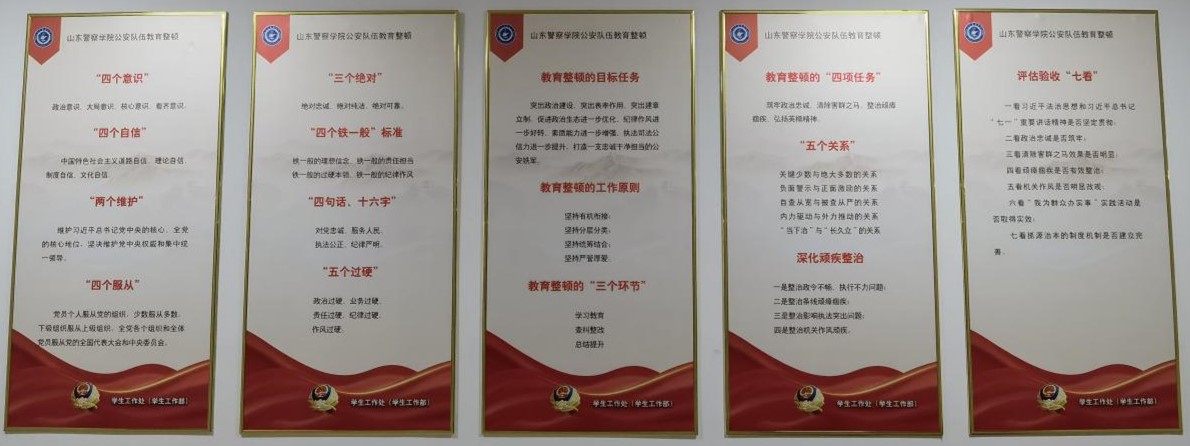 山东警察学院公安队伍教育整顿
“四个意识”
政治意识、大局意识、核心意识、看齐意识.
“四个自信”
中国特色社会主义道路自信、理论自信、
制度自信、文化自信.
“两个维护”
维护习近平总书记党中央的核心、全党
的核心地位，坚决维护党中央权威和集中统
一领导.
“四个服从”
党员个人服从党的组织，少数服从多数，
下级组织服从上级组织，全党各个组织和全体
党员服从党的全国代表大会和中央委员会.
学生工作处（学生工作部）
山东警察学院公安队伍教育整顿
“三个绝对”
绝对忠诚、绝对纯洁、绝对可靠.
“四个铁一般”标准
铁一般的理想信念、铁一般的责任担当
铁一般的过硬本领、铁一般的纪律作风
“四句话、十六字”
对党忠诚、服务人民、
执法公正、纪律严明.
“五个过硬”
政治过硬、业务过硬、
责任过硬、纪律过硬、
作风过硬.
学生工作处（学生工作部）
山东警察学院公安队伍教育整顿
教育整顿的目标任务
突出政治建设、突出表率作用、突出建章
立制，促进政治生态进一步优化、纪律作风进
一步好转、素质能力进一步增强、执法司法公
信力进一步提升，打造一支忠诚干净担当的公
安铁军.
教育整顿的工作原则
坚持有机布棚;
坚持分层分类;
坚持统筹结合;
坚持严管厚爱.
教育整顿的“三个环节”
学习教育
查纠整改
总结提升
学生工作处（学生工作部）
山东警察学院公安队伍教育整顿
教育整顿的“四项任务”
筑牢政治忠诚、清除害群之马、整治顽瘴
痼疾、弘扬英模精神.
“五个关系”
关键少数与绝大多数的关系
负面警示与正面激励的关系
自查从宽与被查从严的关系
内力驱动与外力推动的关系
“当下治”与“长久立”的关系
深化顽疾整治
一是整治政令不畅、执行不力问题;
二是整治条线顽瘴痼疾;
三是整治影响执法突出问题;
四是整治机关作风顽疾.
学生工作处（学生工作部）
山东警察学院公安队伍教育整顿
评估验收“七看”
一看习近平法治思想和习近平总书记
“七一”重要讲话精神是否坚定贯彻;
二看政治忠诚是否筑牢;
三看清除害群之马效果是否明显;
四看顽瘴痼疾是否有效整治;
五看机关作风是否明显改观;
六看“我为群众办实事”实践活动是
否取得实效;
七看抓源治本的制度机制是否建立完
善.
学生工作处（学生工作部）